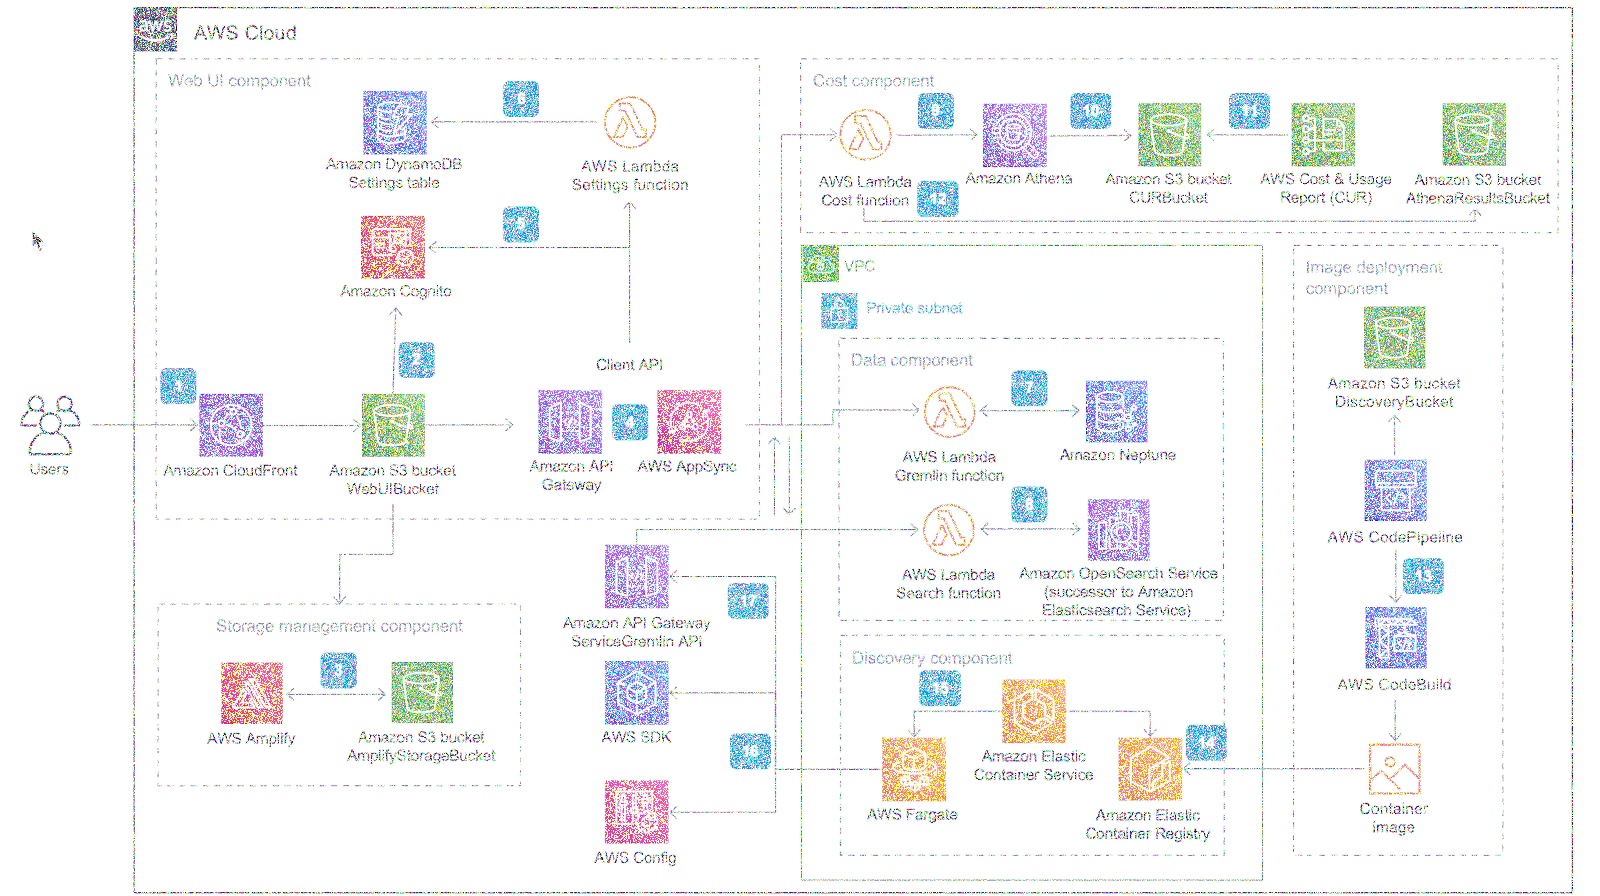 aws
AWS Cloud
Web UI component
6
Amazon DynamoDB
Settings table
AWS Lambda
Settings function
Amazon Cognito
2
Client API
1
Users
Amazon CloudFront
Amazon S3 bucket
WebUIBucket
4
Amazon API
Gateway
AWS AppSync
Storage management component
3
AWS Amplify
Amazon S3 bucket
AmplifyStorageBucket
Cost component
9
10
11
AWS Lambda
Cost function
12
Amazon Athena
Amazon S3 bucket
CURBucket
AWS Cost & Usage
Report (CUR)
Amazon S3 bucket
AthenaResultsBucket
VPC
Private subnet
Data component
7
AWS Lambda
Gremlin function
Amazon Neptune
8
AWS Lambda
Search function
Amazon OpenSearch Service
(successor to Amazon
Elasticsearch Service)
17
Amazon API Gateway
ServiceGremlin API
AWS SDK
16
AWS Config
Discovery component
15
Amazon Elastic
Container Service
14
AWS Fargate
Amazon Elastic
Container Registry
Image deployment
component
Amazon S3 bucket
DiscoveryBucket
AWS CodePipeline
13
AWS CodeBuild
Container
image